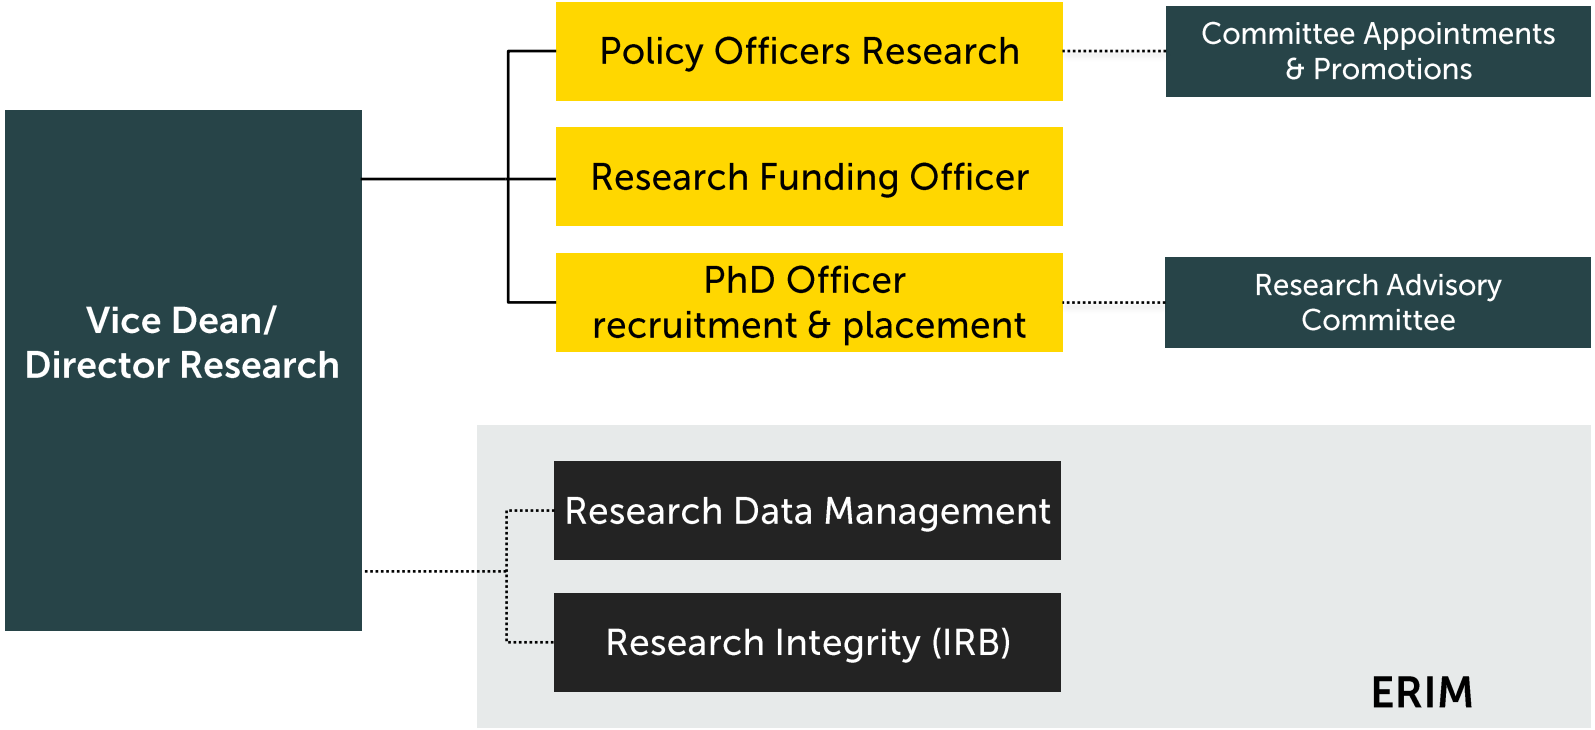 Policy Officers Research
Committee Appointments
& Promotions
Research Funding Officer
Vice Dean/
Director Research
PhD Officer
recruitment & placement
Research Advisory
Committee
Research Data Management
Research Integrity (IRB)
ERIM